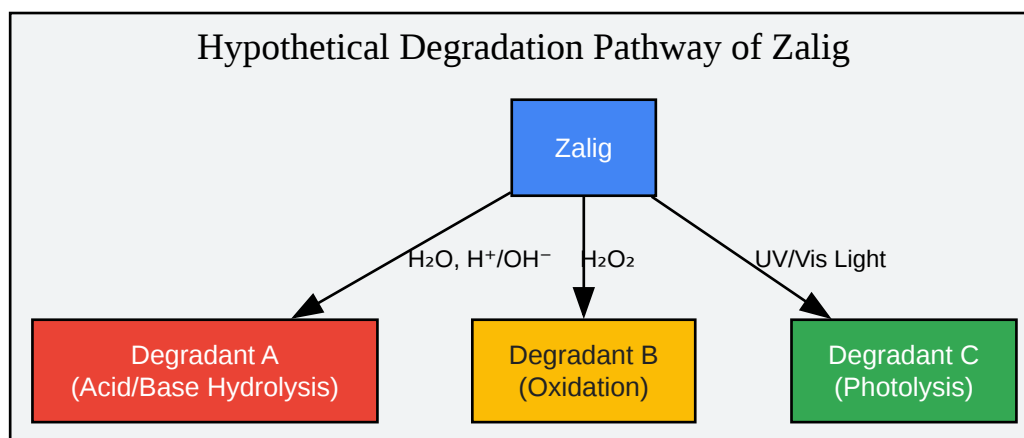 Hypothetical Degradation Pathway of Zalig
Zalig
H₂O, H⁺/OH⁻
H₂O₂
UV/Vis Light
Degradant A
(Acid/Base Hydrolysis)
Degradant B
(Oxidation)
Degradant C
(Photolysis)